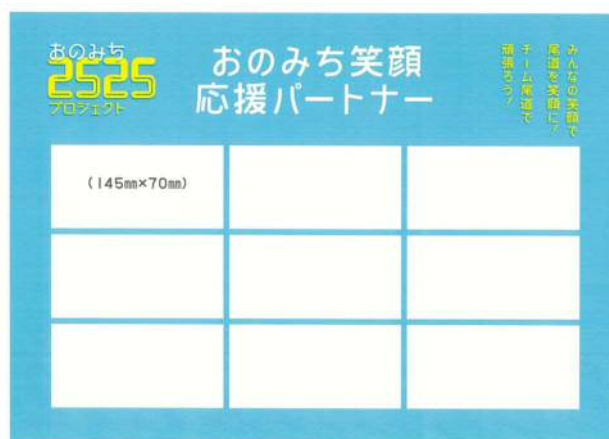 おのみち
2525
プロジェクト
おのみち笑顔
応援パートナー
みんなの笑顔で
尾道を笑顔に!
チーム尾道で
頑張ろう!
(145㎜×70㎜)